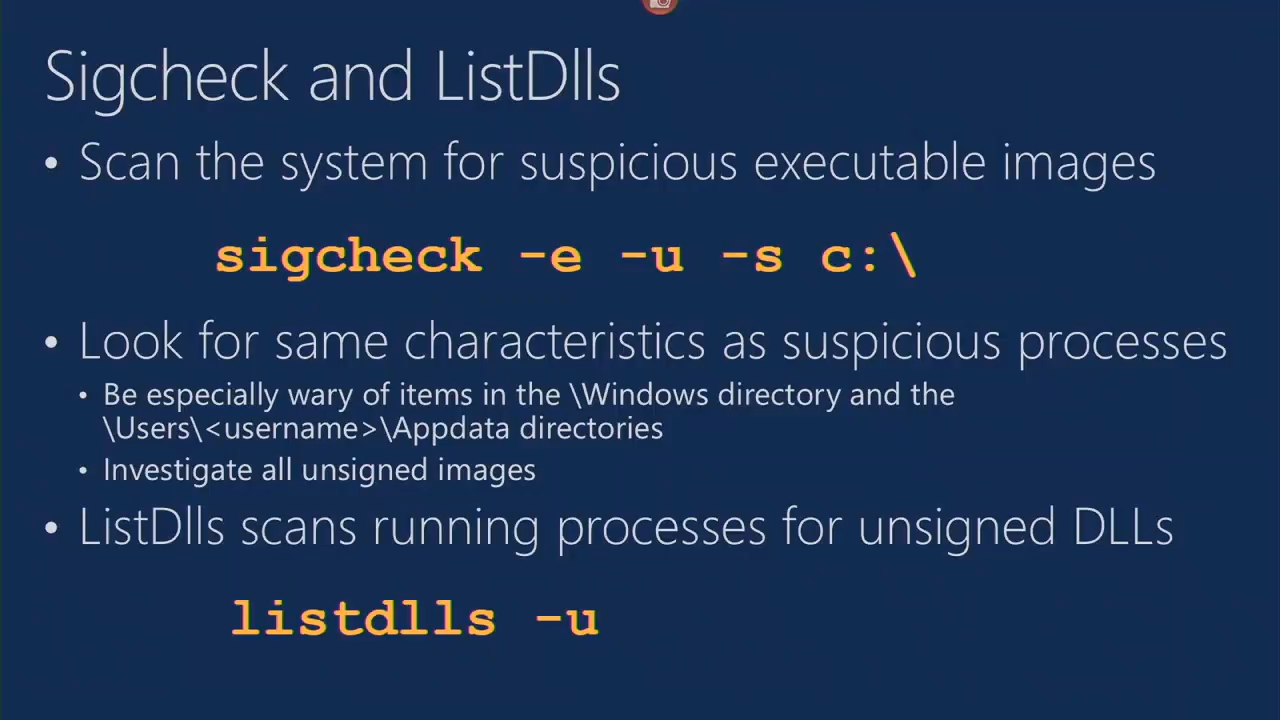 Sigcheck and ListDlls
• Scan the system for suspicious executable images
sigcheck -e -u -s c:\
• Look for same characteristics as suspicious processes
• Be especially wary of items in the \Windows directory and the
\Users\<username>\Appdata directories
• Investigate all unsigned images
• ListDlls scans running processes for unsigned DLLs
listdlls -u